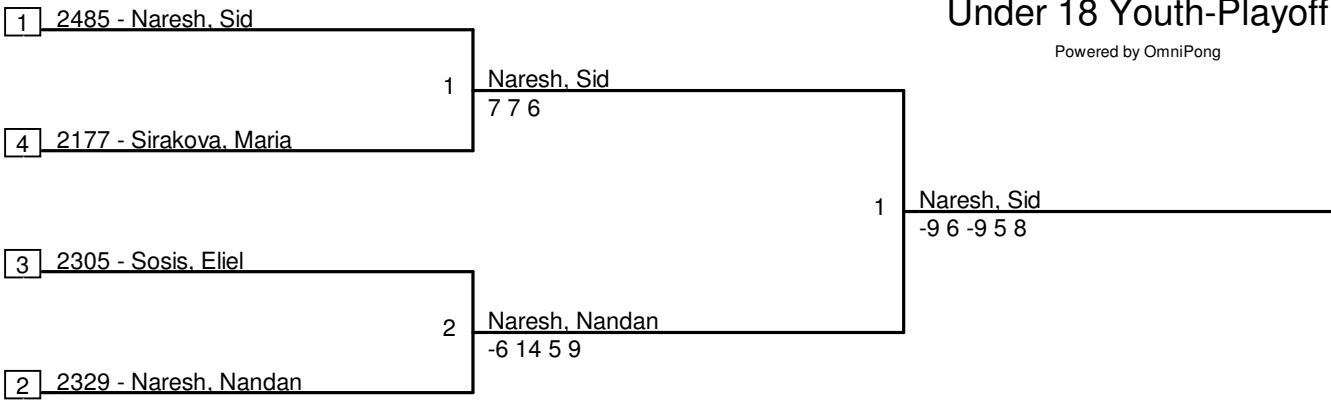 Under 18 Youth-Playoff
Powered by OmniPong
1 2485 - Naresh, Sid
1 Naresh, Sid
7 7 6
4 2177 - Sirakova, Maria
1 Naresh, Sid
-9 6 -9 5 8
3 2305 - Sosis, Eliel
2 Naresh, Nandan
-6 14 5 9
2 2329 - Naresh, Nandan